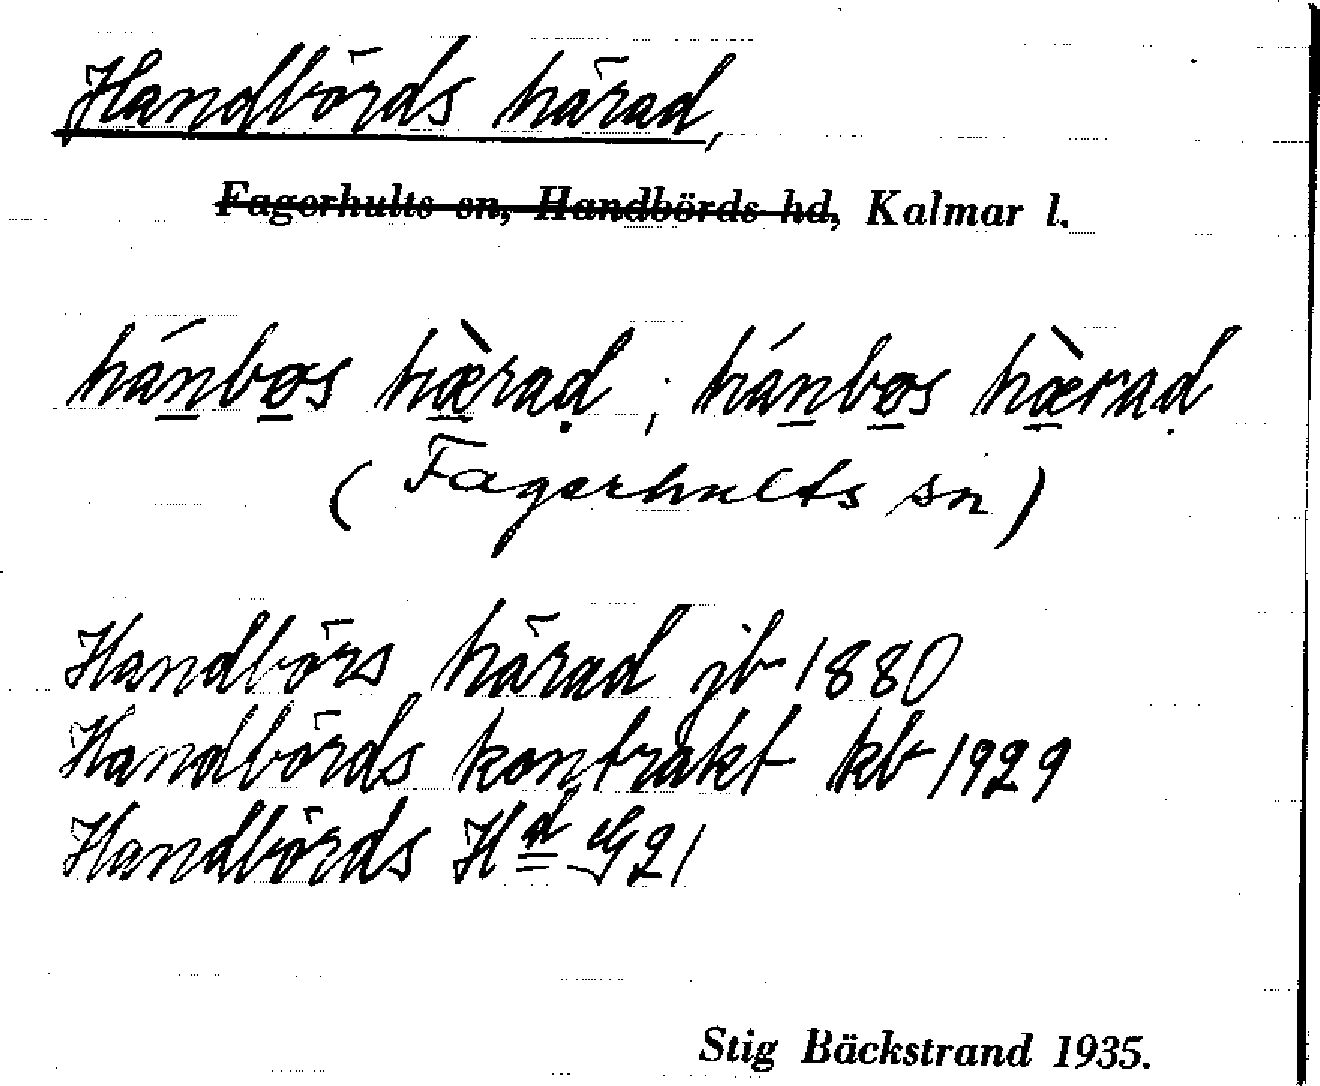 Handbörds härad,
Fagerhults sn, Handbörds hd, Kalmar l.
hánbøs hæ̀rad, hánbøs hæ̀rad
(Fagerhults sn)
Handbörs härad jb 1880
Handbörds kontrakt kb 1929
Handbörds Hd G21
Stig Bäckstrand 1935.